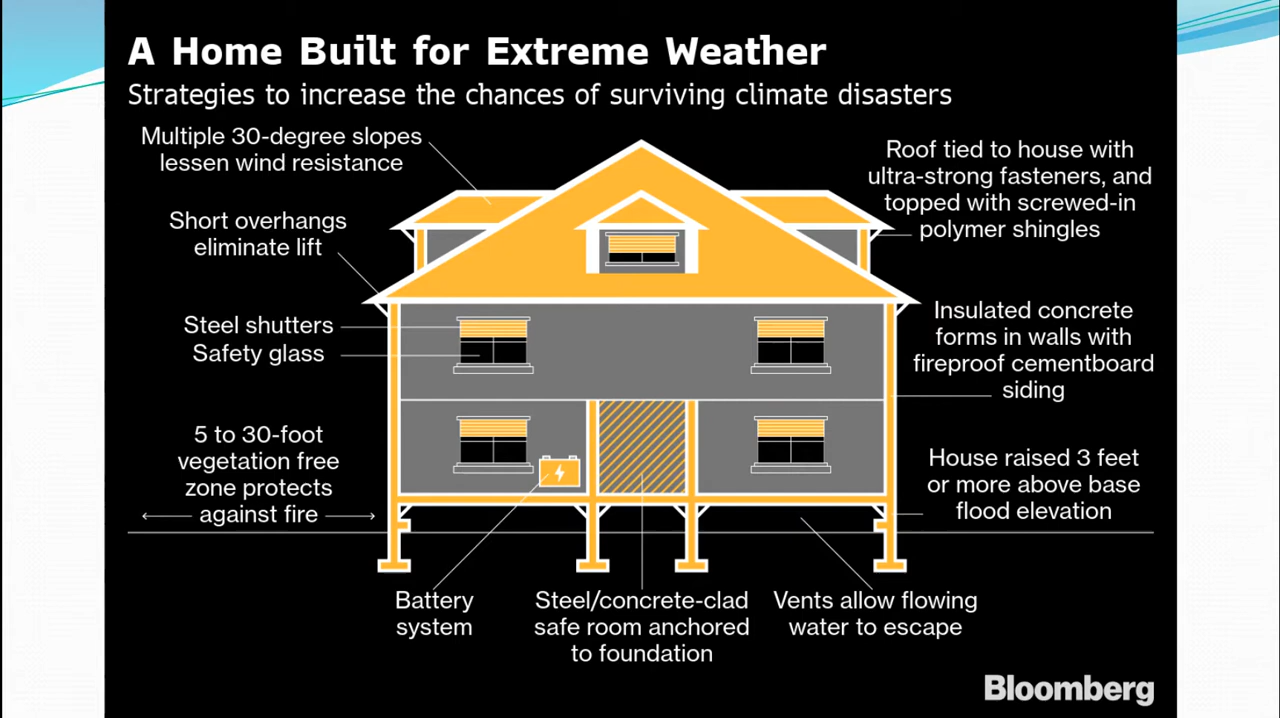 A Home Built for Extreme Weather
Strategies to increase the chances of surviving climate disasters
Multiple 30-degree slopes
lessen wind resistance
Short overhangs
eliminate lift
Steel shutters
Safety glass
5 to 30-foot
vegetation free
zone protects
against fire
Roof tied to house with
ultra-strong fasteners, and
topped with screwed-in
polymer shingles
Insulated concrete
forms in walls with
fireproof cementboard
siding
House raised 3 feet
or more above base
flood elevation
Battery
system
Steel/concrete-clad
safe room anchored
to foundation
Vents allow flowing
water to escape
Bloomberg